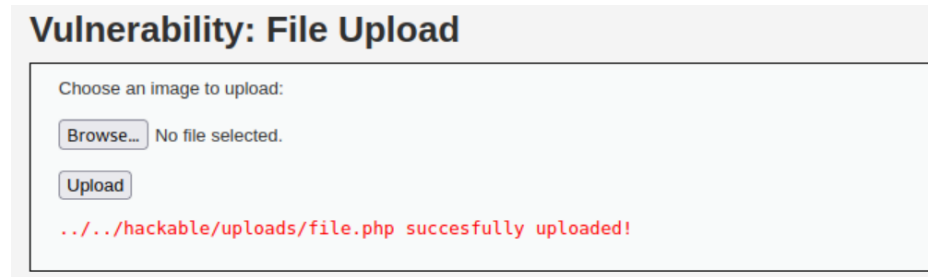 Vulnerability: File Upload
Choose an image to upload:
Browse... No file selected.
Upload
../../hackable/uploads/file.php succesfully uploaded!